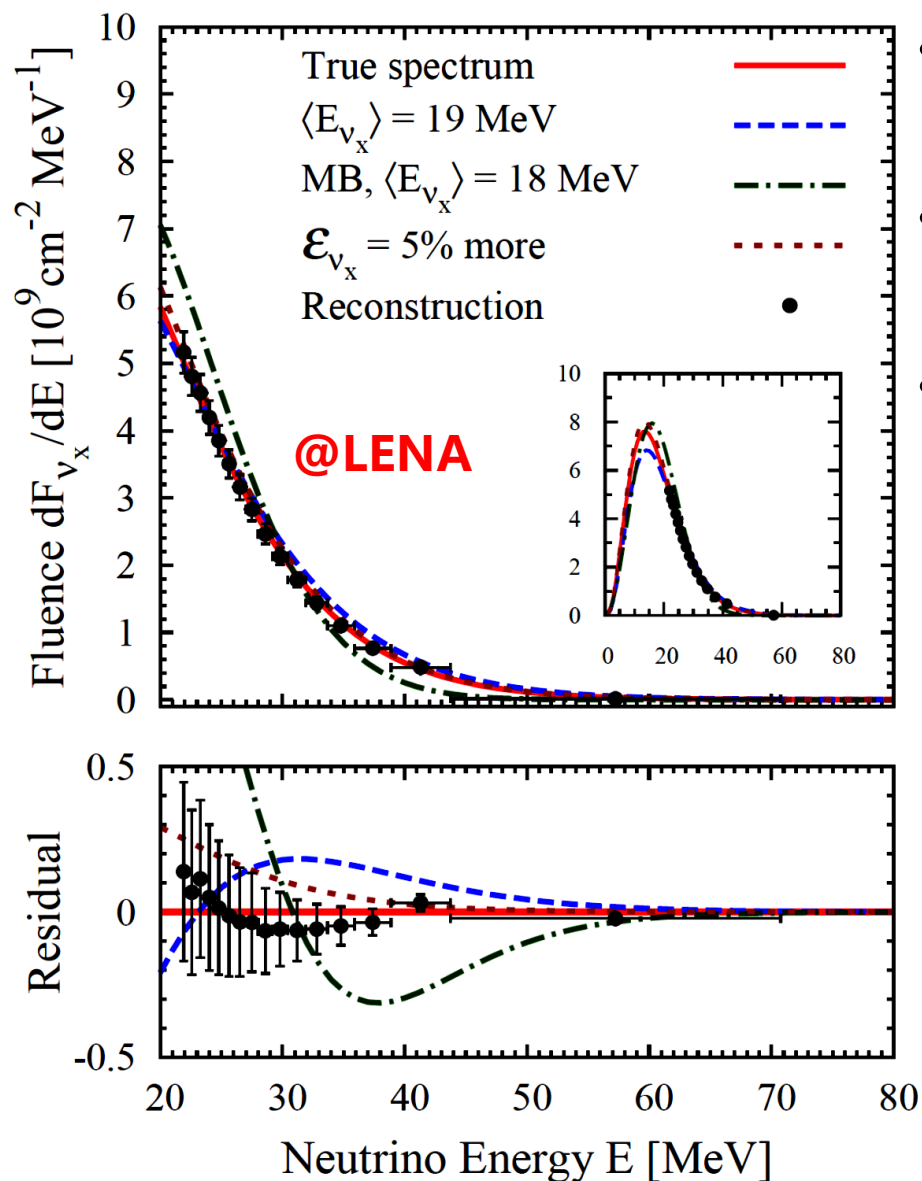 True spectrum
⟨E_{ν_x}⟩ = 19 MeV
MB, ⟨E_{ν_x}⟩ = 18 MeV
ℰ_{ν_x} = 5% more
Reconstruction
@LENA
Fluence dF_{ν_x}/dE [10^9 cm^{-2} MeV^{-1}]
10
9
8
7
6
5
4
3
2
1
0
10
8
6
4
2
0
0 20 40 60 80
Residual
0.5
0
-0.5
20 30 40 50 60 70 80
Neutrino Energy E [MeV]